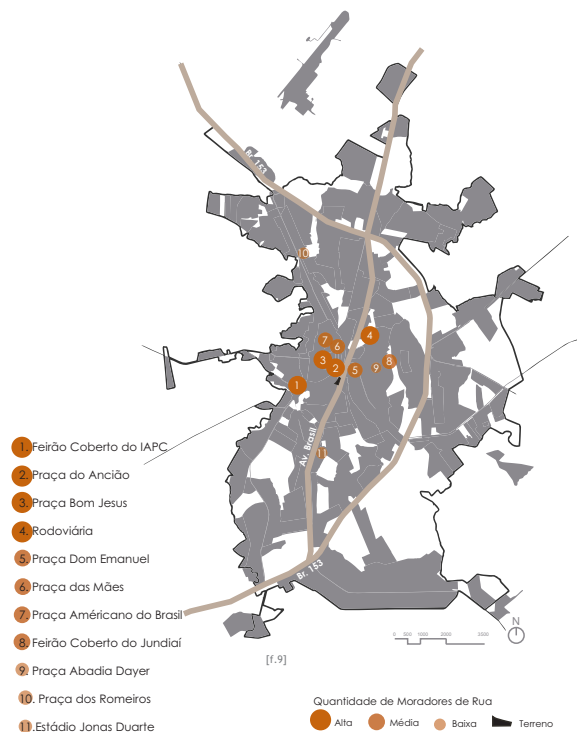 Br. 153
10
7
6
4
3
2
5
9
8
1
11
Av. Brasil
Br. 153
1. Feirão Coberto do IAPC
2. Praça do Ancião
3. Praça Bom Jesus
4. Rodoviária
5. Praça Dom Emanuel
6. Praça das Mães
7. Praça Américano do Brasil
8. Feirão Coberto do Jundiaí
9. Praça Abadia Dayer
10. Praça dos Romeiros
11. Estádio Jonas Duarte
[f.9]
0 500 1000 2000 3000
N
Quantidade de Moradores de Rua
Alta Média Baixa Terreno